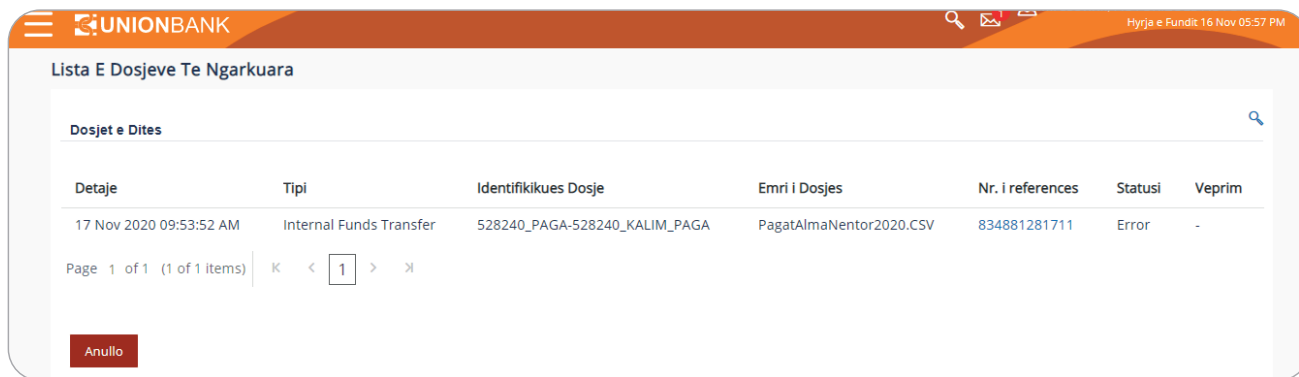 UNIONBANK
1
Hyrja e Fundit 16 Nov 05:57 PM
Lista E Dosjeve Te Ngarkuara
Dosjet e Dites
Detaje Tipi Identifikikues Dosje Emri i Dosjes Nr. i references Statusi Veprim
17 Nov 2020 09:53:52 AM Internal Funds Transfer 528240_PAGA-528240_KALIM_PAGA PagatAlmaNentor2020.CSV 834881281711 Error -
Page 1 of 1 (1 of 1 items) 1
Anullo